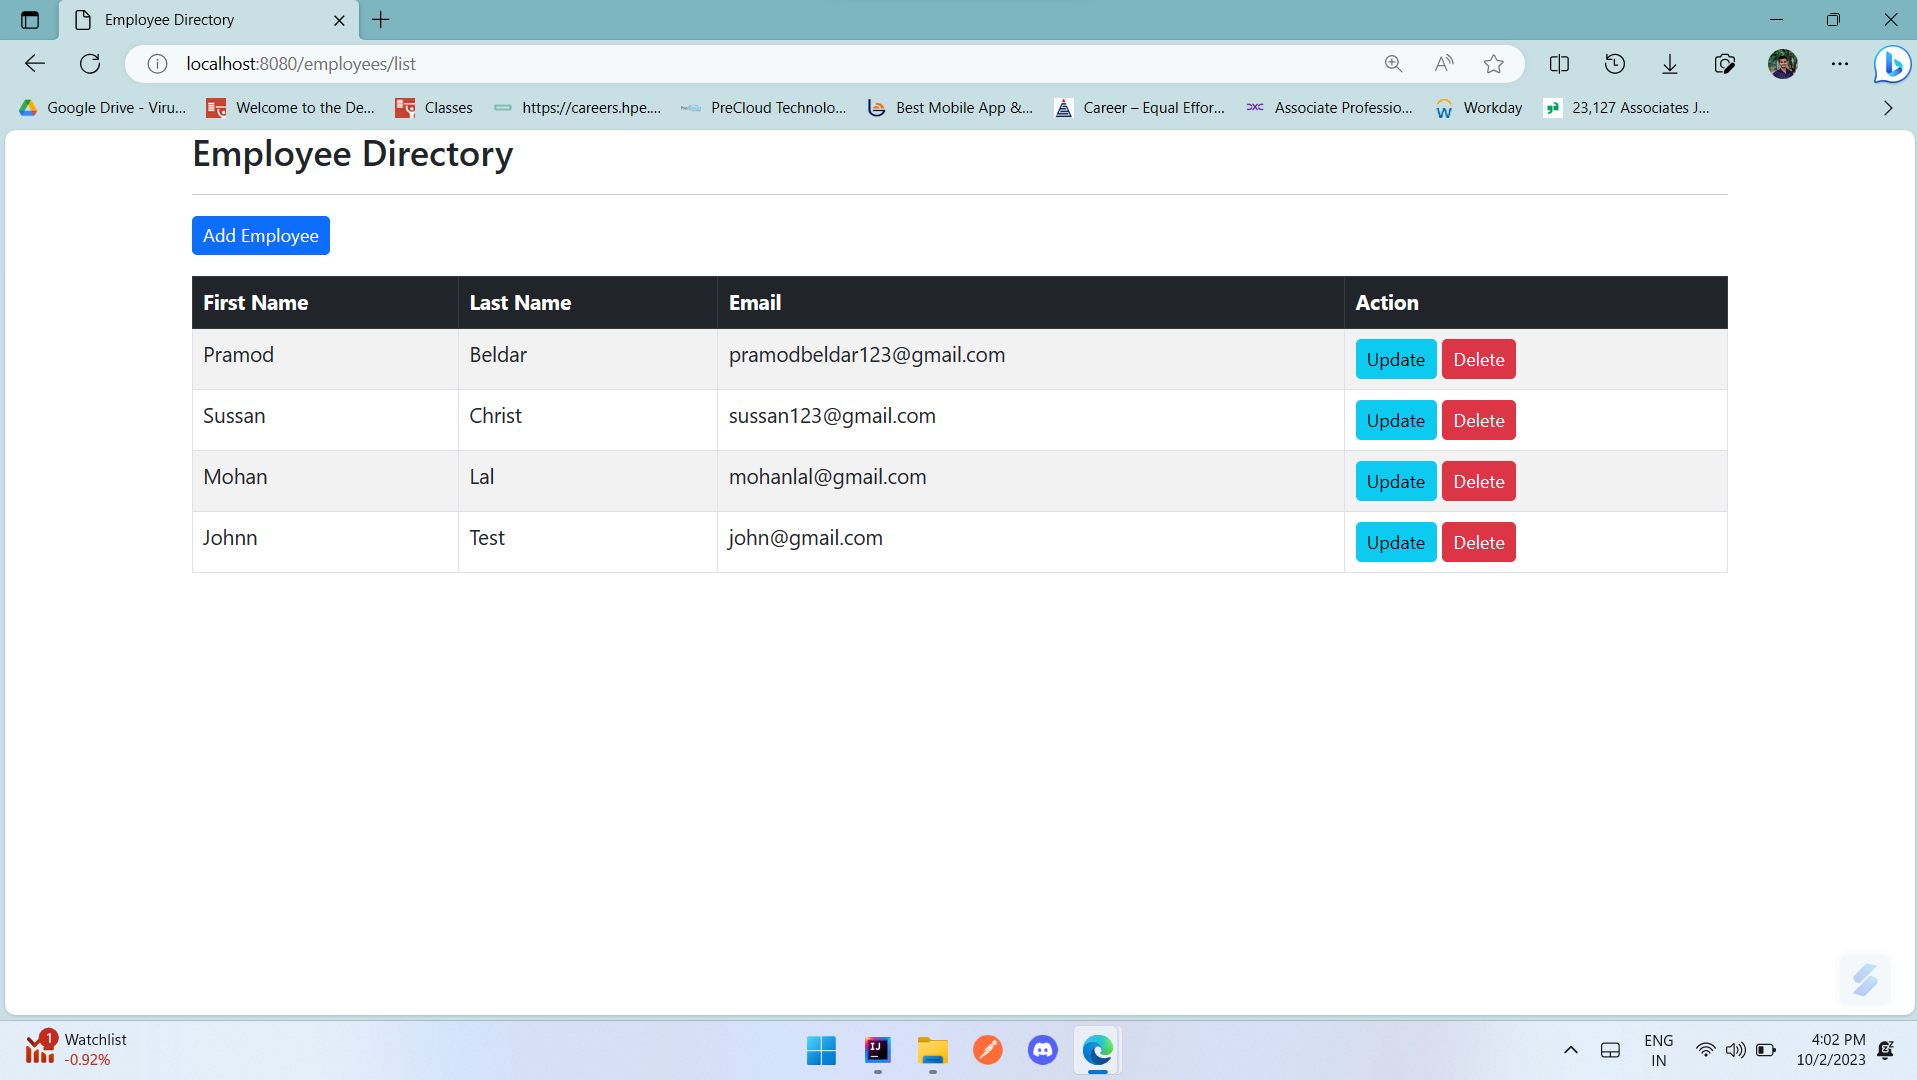 Employee Directory
localhost:8080/employees/list
Google Drive - Viru... Welcome to the De... Classes https://careers.hpe.... PreCloud Technolo... Best Mobile App &... Career – Equal Effor... Associate Professio... Workday 23,127 Associates J...
Employee Directory
Add Employee
First Name Last Name Email Action
Pramod Beldar pramodbeldar123@gmail.com Update Delete
Sussan Christ sussan123@gmail.com Update Delete
Mohan Lal mohanlal@gmail.com Update Delete
Johnn Test john@gmail.com Update Delete
1 Watchlist
-0.92%
IJ
ENG
IN
4:02 PM
10/2/2023